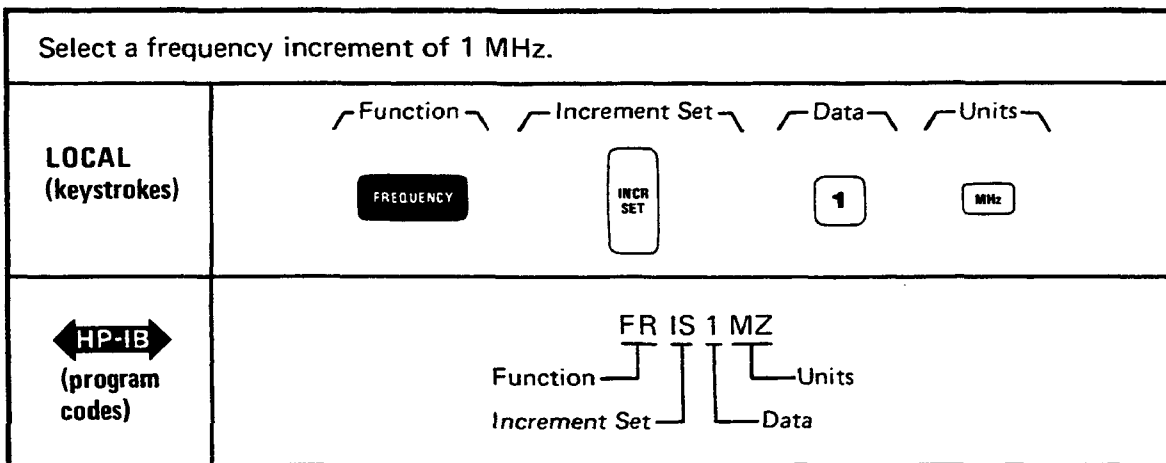 Select a frequency increment of 1 MHz.
Function Increment Set Data Units
LOCAL
(keystrokes)
FREQUENCY
INCR
SET
1
MHz
HP-IB
(program
codes)
FR IS 1 MZ
Function Units
Increment Set Data